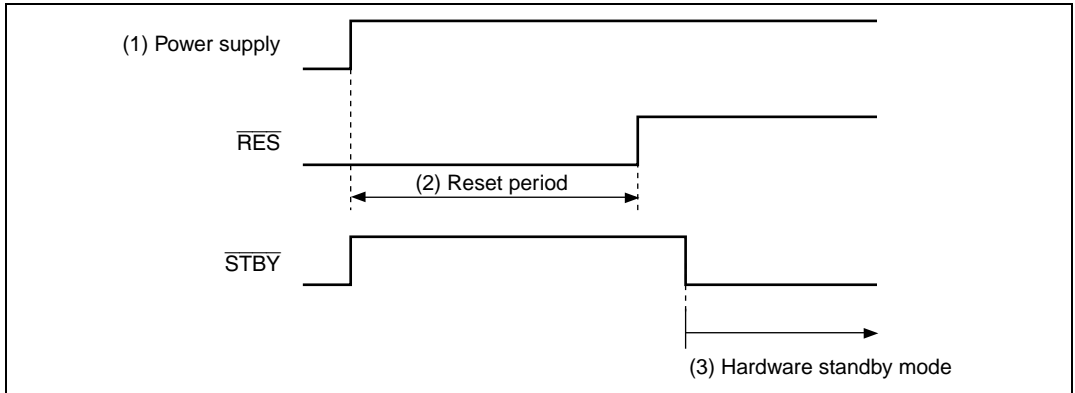 (1) Power supply
RES
(2) Reset period
STBY
(3) Hardware standby mode